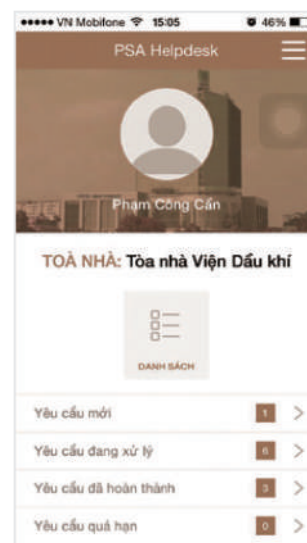 VN Mobifone 15:05 46%
PSA Helpdesk
Phạm Công Cẩn
TOÀ NHÀ: Tòa nhà Viện Dầu khí
DANH SÁCH
Yêu cầu mới 1
Yêu cầu đang xử lý 6
Yêu cầu đã hoàn thành 3
Yêu cầu quá hạn 0